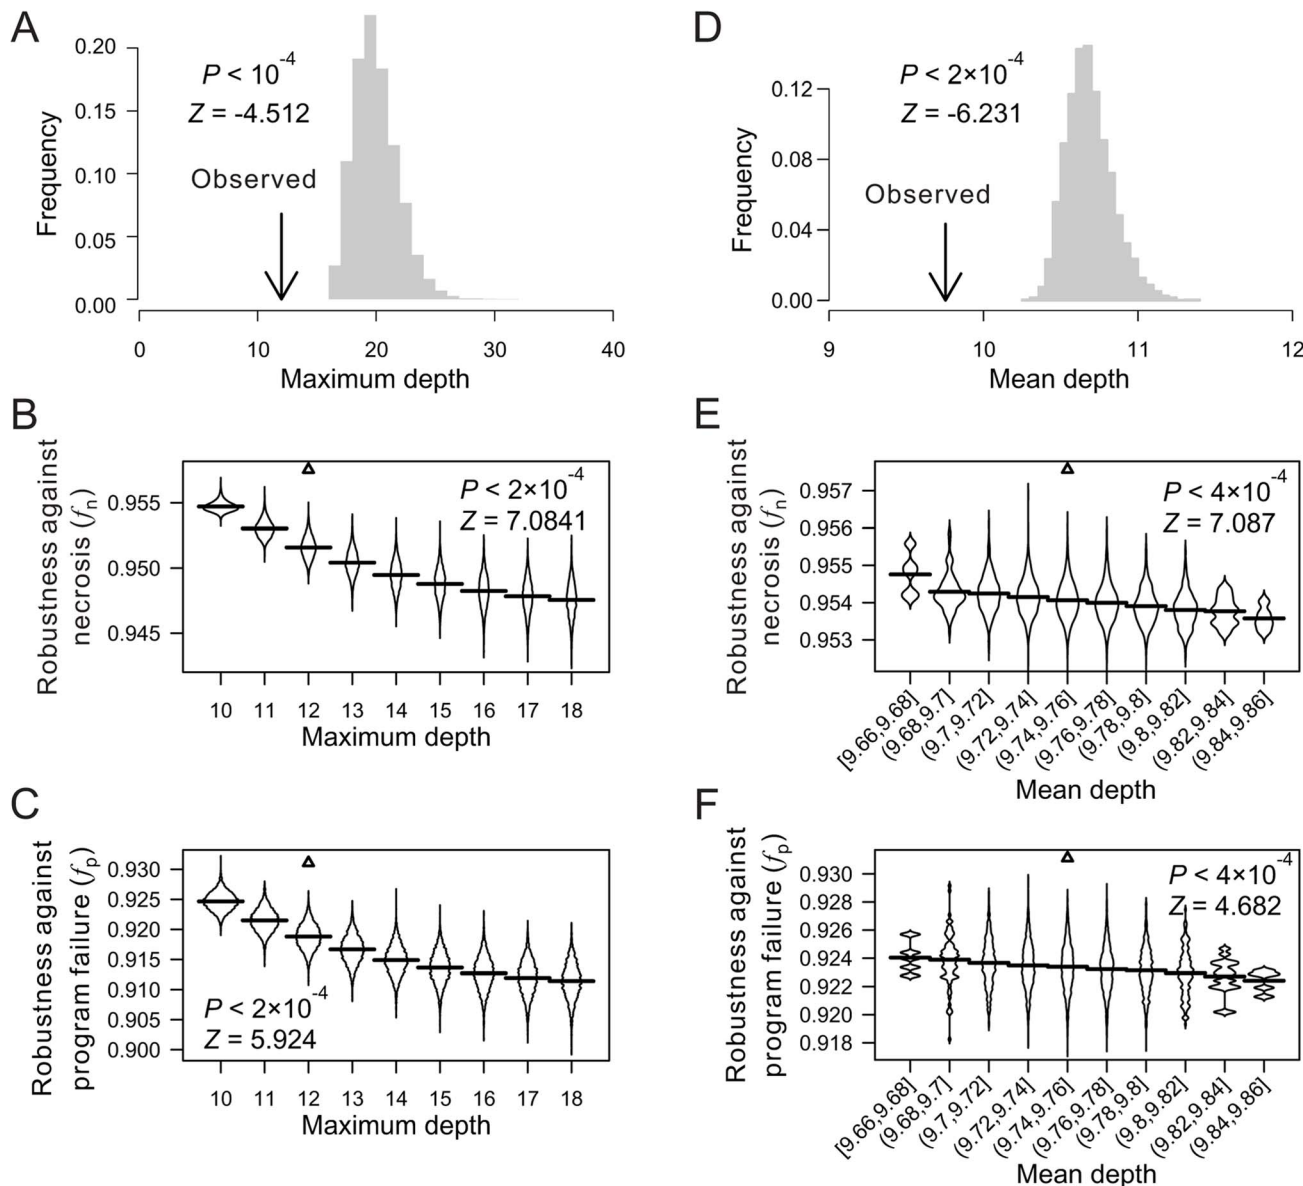 A
0.20
0.15
0.10
0.05
0.00
Frequency
P < 10^-4
Z = -4.512
Observed
0 10 20 30 40
Maximum depth
B
Robustness against
necrosis (fn)
0.955
0.950
0.945
P < 2×10^-4
Z = 7.0841
10 11 12 13 14 15 16 17 18
Maximum depth
C
Robustness against
program failure (fp)
0.930
0.925
0.920
0.915
0.910
0.905
0.900
P < 2×10^-4
Z = 5.924
10 11 12 13 14 15 16 17 18
Maximum depth
D
0.12
0.08
0.04
0.00
Frequency
P < 2×10^-4
Z = -6.231
Observed
9 10 11 12
Mean depth
E
Robustness against
necrosis (fn)
0.957
0.956
0.955
0.954
0.953
P < 4×10^-4
Z = 7.087
[9.66,9.68]
(9.68,9.7]
(9.7,9.72]
(9.72,9.74]
(9.74,9.76]
(9.76,9.78]
(9.78,9.8]
(9.8,9.82]
(9.82,9.84]
(9.84,9.86]
Mean depth
F
Robustness against
program failure (fp)
0.930
0.928
0.926
0.924
0.922
0.920
0.918
P < 4×10^-4
Z = 4.682
[9.66,9.68]
(9.68,9.7]
(9.7,9.72]
(9.72,9.74]
(9.74,9.76]
(9.76,9.78]
(9.78,9.8]
(9.8,9.82]
(9.82,9.84]
(9.84,9.86]
Mean depth